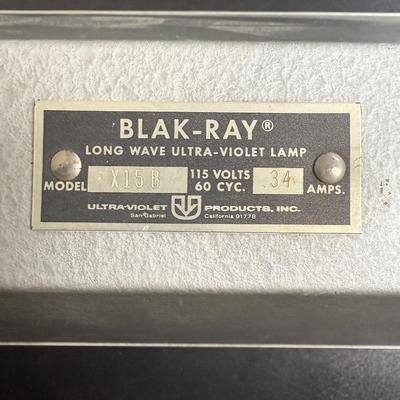 BLAK-RAY®
LONG WAVE ULTRA-VIOLET LAMP
MODEL X15B 115 VOLTS 60 CYC. .34 AMPS.
ULTRA-VIOLET PRODUCTS, INC.
San Gabriel California 91778